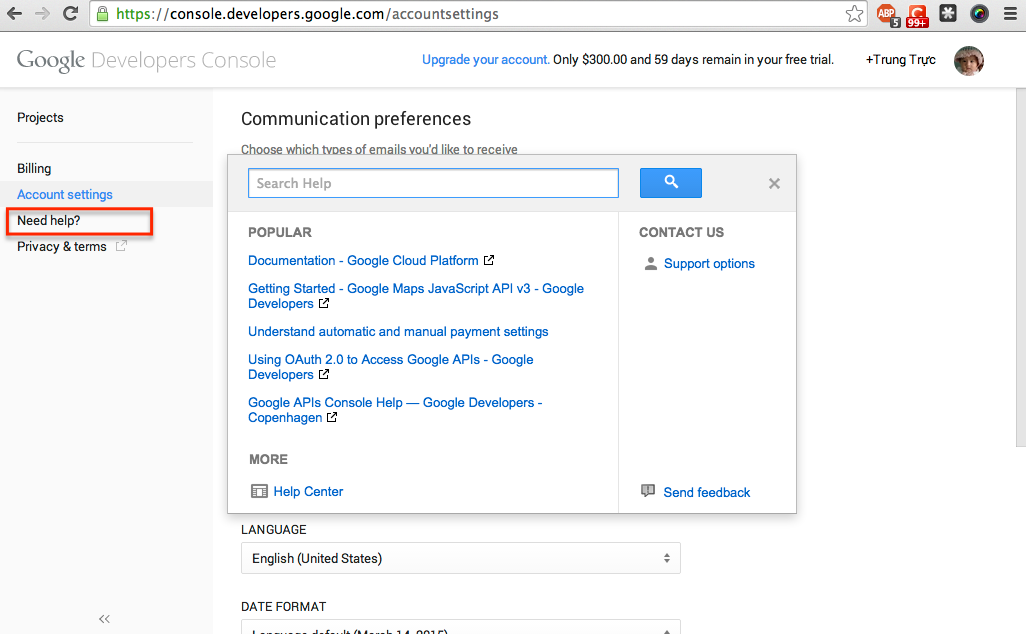 https://console.developers.google.com/accountsettings
ABP
5
C
99+
Google Developers Console
Upgrade your account. Only $300.00 and 59 days remain in your free trial.
+Trung Trực
Projects
Billing
Account settings
Need help?
Privacy & terms
Communication preferences
Choose which types of emails you'd like to receive
Search Help
POPULAR
Documentation - Google Cloud Platform
Getting Started - Google Maps JavaScript API v3 - Google
Developers
Understand automatic and manual payment settings
Using OAuth 2.0 to Access Google APIs - Google
Developers
Google APIs Console Help — Google Developers -
Copenhagen
MORE
Help Center
CONTACT US
Support options
Send feedback
LANGUAGE
English (United States)
DATE FORMAT
Language default (March 14, 2015)